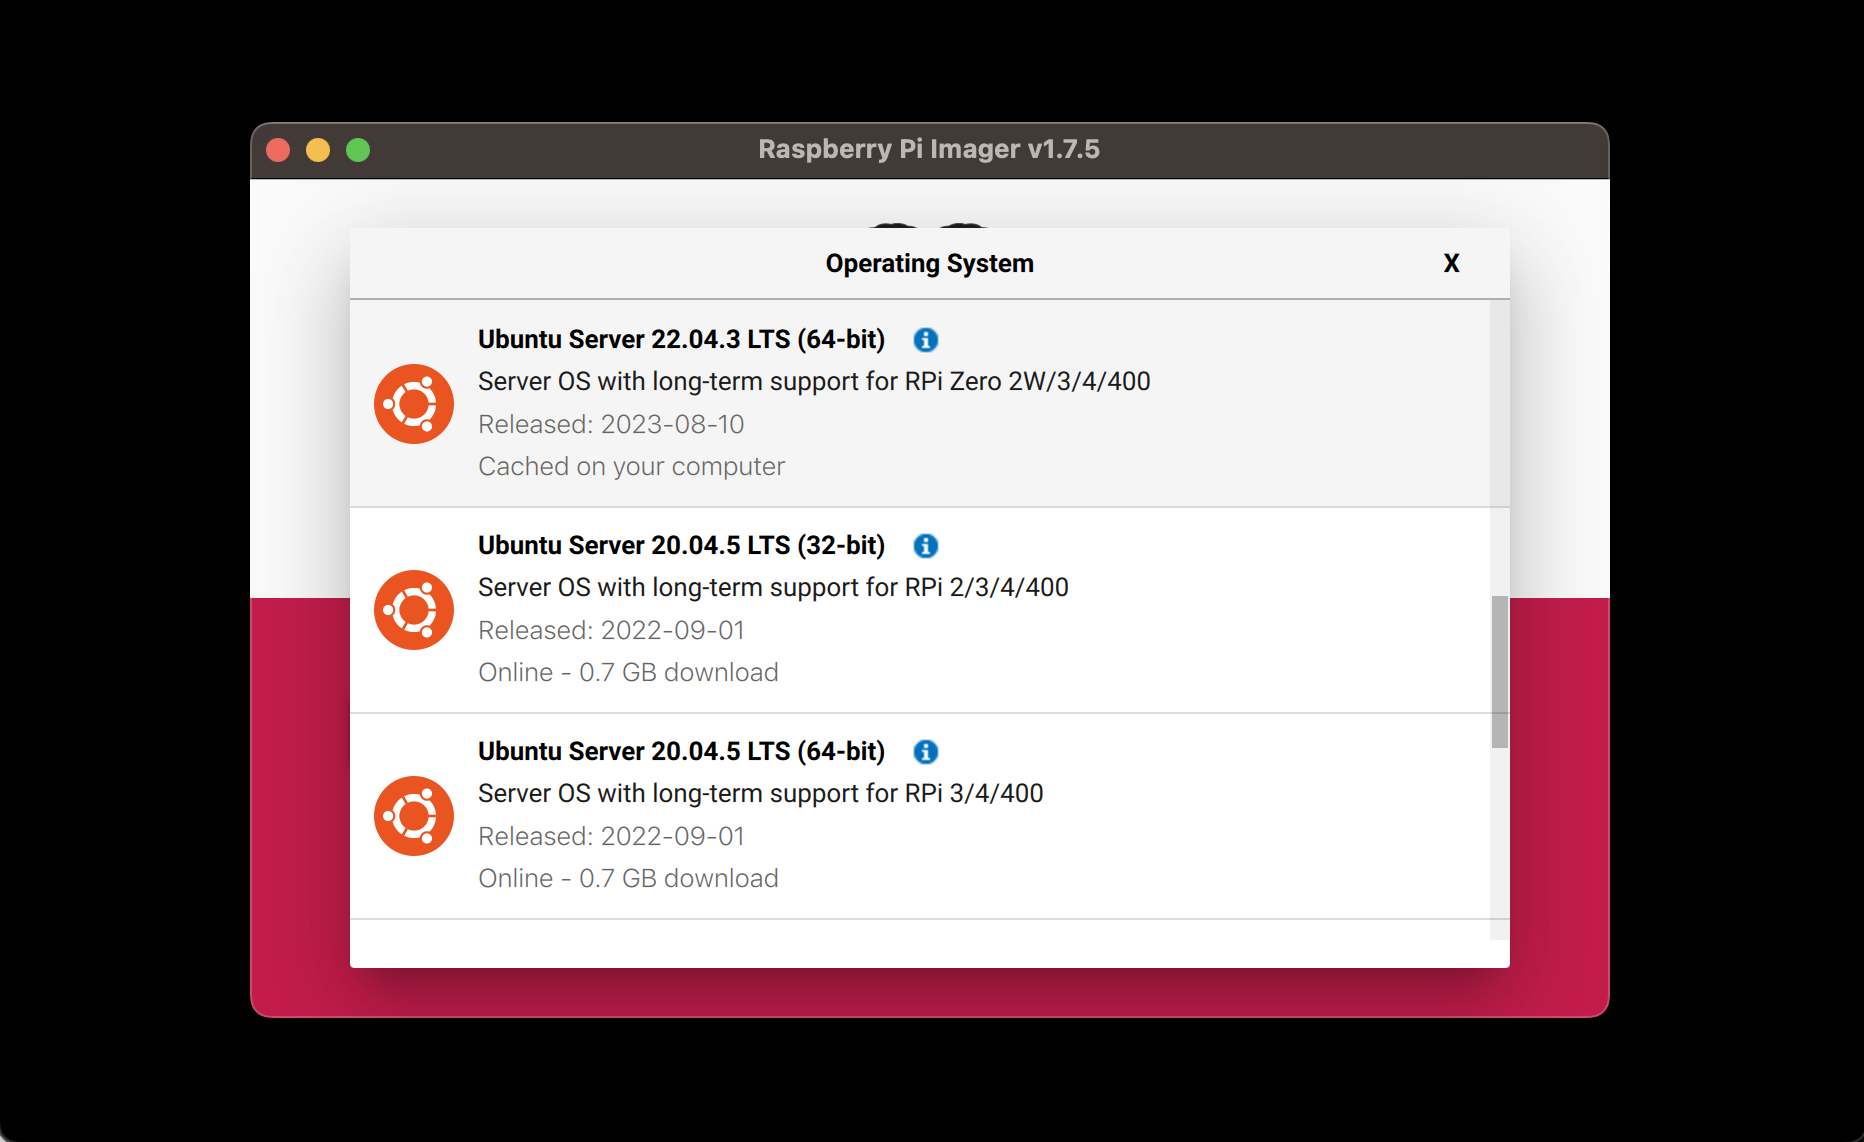 Raspberry Pi Imager v1.7.5
Operating System X
Ubuntu Server 22.04.3 LTS (64-bit)
Server OS with long-term support for RPi Zero 2W/3/4/400
Released: 2023-08-10
Cached on your computer
Ubuntu Server 20.04.5 LTS (32-bit)
Server OS with long-term support for RPi 2/3/4/400
Released: 2022-09-01
Online - 0.7 GB download
Ubuntu Server 20.04.5 LTS (64-bit)
Server OS with long-term support for RPi 3/4/400
Released: 2022-09-01
Online - 0.7 GB download